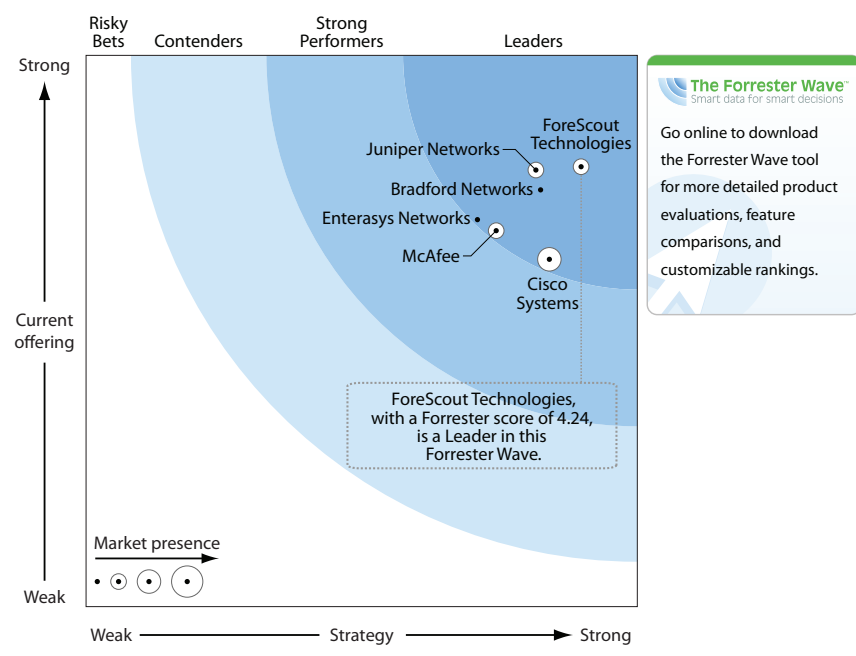 Risky
Bets
Contenders
Strong
Performers
Leaders
Strong
The Forrester Wave™
Smart data for smart decisions
Go online to download
the Forrester Wave tool
for more detailed product
evaluations, feature
comparisons, and
customizable rankings.
ForeScout
Technologies
Juniper Networks
Bradford Networks
Enterasys Networks
McAfee
Cisco
Systems
Current
offering
ForeScout Technologies,
with a Forrester score of 4.24,
is a Leader in this
Forrester Wave.
Market presence
Weak
Weak
Strategy
Strong